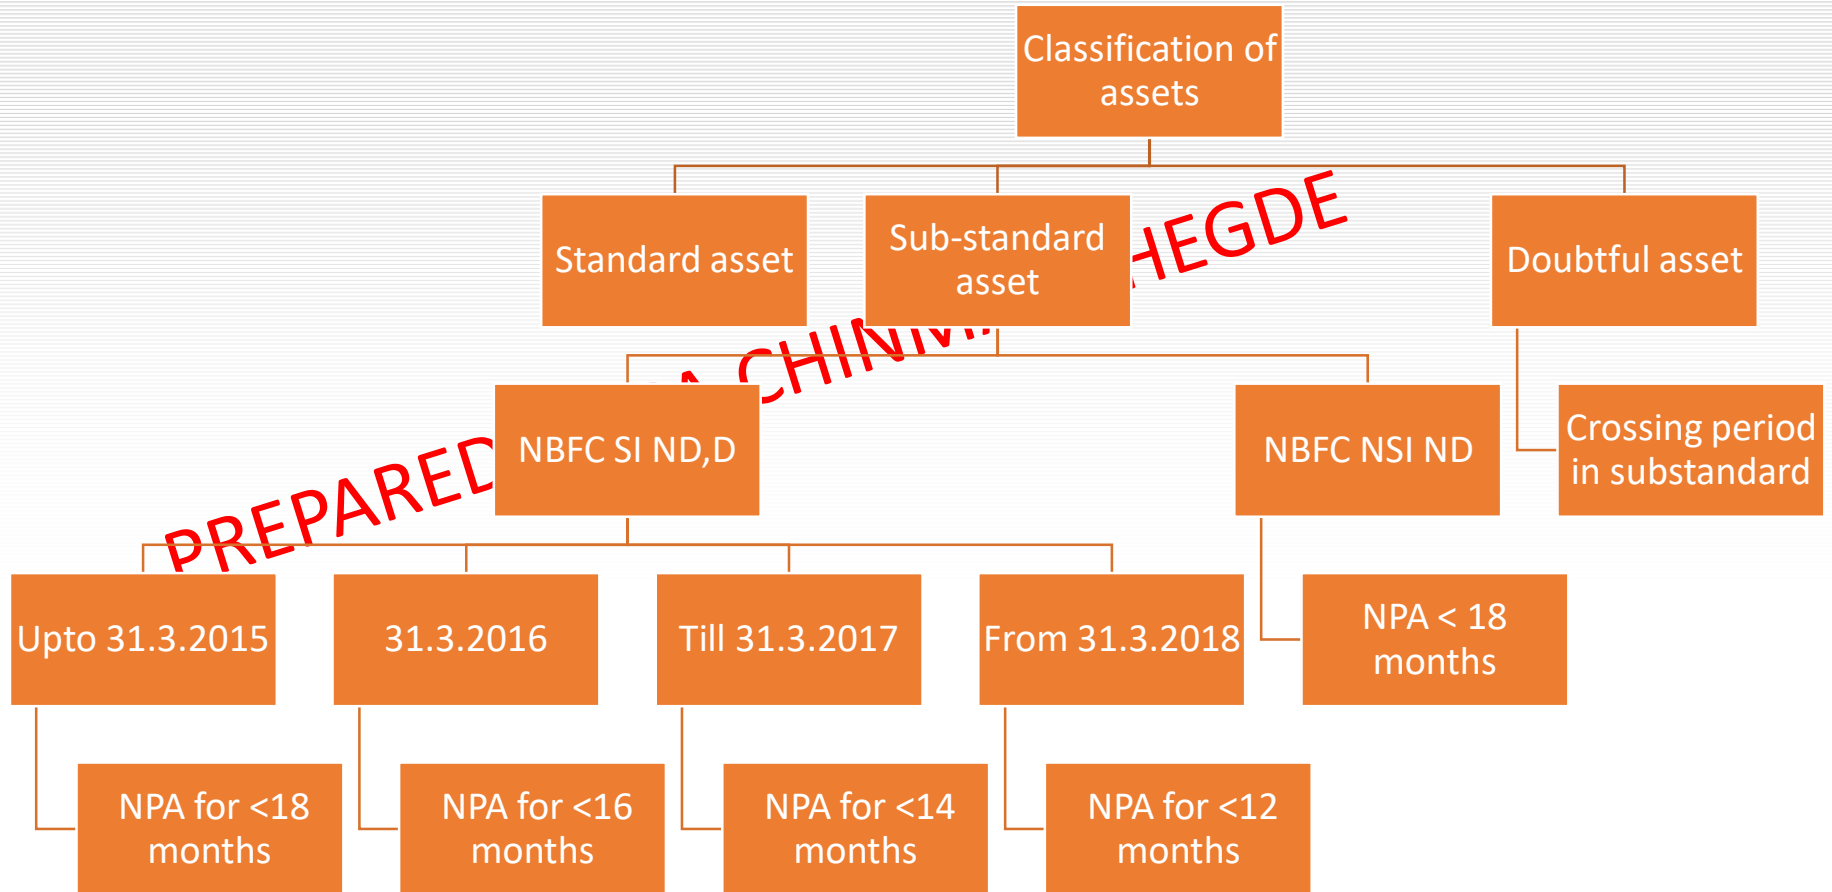 Classification of
assets
Standard asset
Sub-standard
asset
Doubtful asset
NBFC SI ND,D
NBFC NSI ND
Crossing period
in substandard
Upto 31.3.2015
31.3.2016
Till 31.3.2017
From 31.3.2018
NPA < 18
months
NPA for <18
months
NPA for <16
months
NPA for <14
months
NPA for <12
months
PREPARED HEGDE